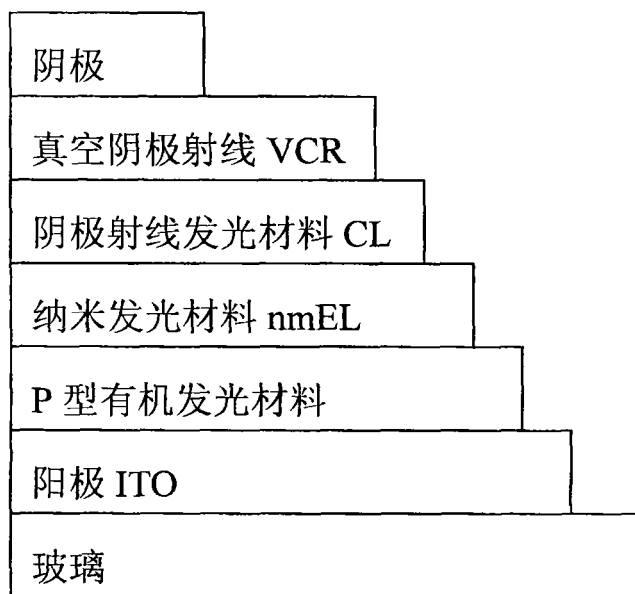 阴极
真空阴极射线 VCR
阴极射线发光材料 CL
纳米发光材料 nmEL
P 型有机发光材料
阳极 ITO
玻璃